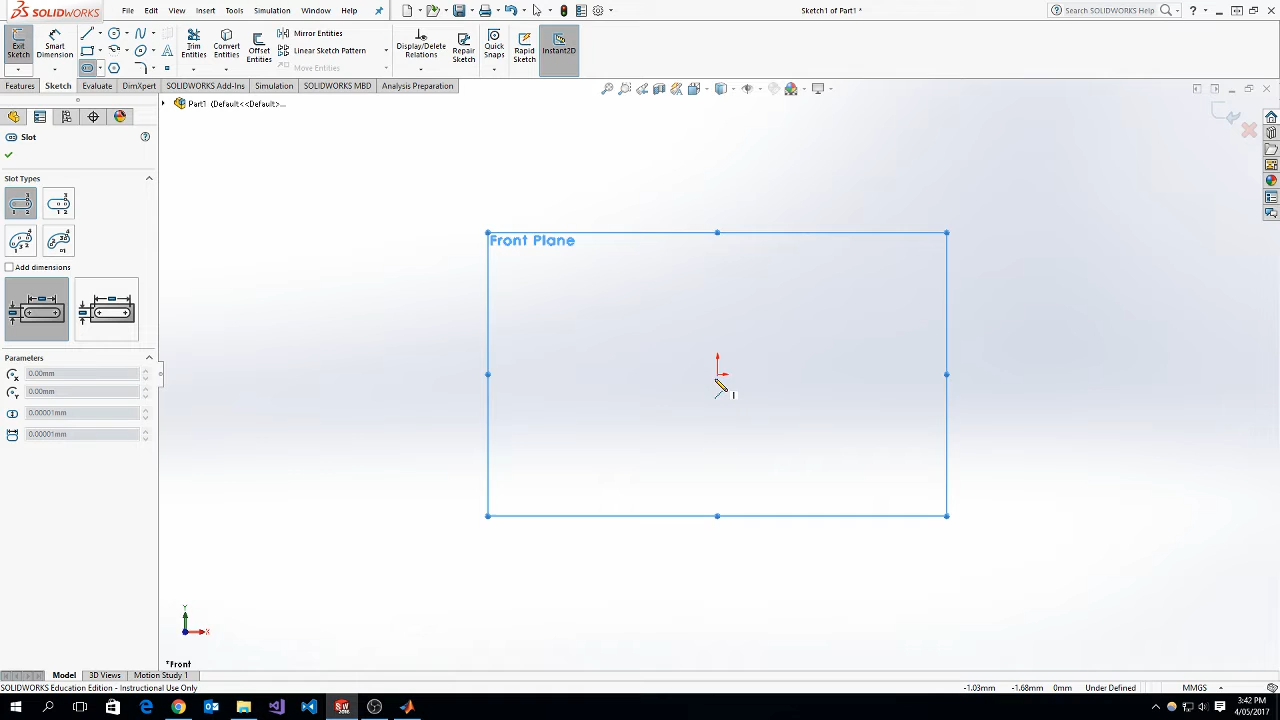 SOLIDWORKS File Edit View Insert Tools Simulation Window Help Sketch1 of Part1 * Search SOLIDWORKS Help
Exit Sketch Smart Dimension Trim Entities Convert Entities Offset Entities Mirror Entities Linear Sketch Pattern Move Entities Display/Delete Relations Repair Sketch Quick Snaps Rapid Sketch Instant2D
Features Sketch Evaluate DimXpert SOLIDWORKS Add-Ins Simulation SOLIDWORKS MBD Analysis Preparation
Part1 (Default<<Default>...
Slot
Slot Types
Add dimensions
Parameters
0.00mm
0.00mm
0.00001mm
0.00001mm
Front Plane
Y
X
*Front
Model 3D Views Motion Study 1
SOLIDWORKS Education Edition - Instructional Use Only -1.03mm -1.68mm 0mm Under Defined MMGS
3:42 PM
4/05/2017